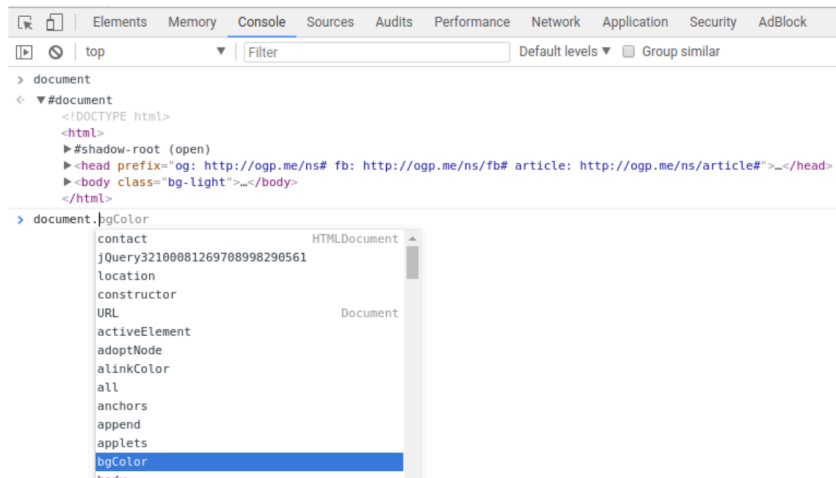 Elements Memory Console Sources Audits Performance Network Application Security AdBlock
top ▼ Filter Default levels ▼ Group similar
> document
▼#document
<!DOCTYPE html>
<html>
▶#shadow-root (open)
▶<head prefix="og: http://ogp.me/ns# fb: http://ogp.me/ns/fb# article: http://ogp.me/ns/article#">…</head>
▶<body class="bg-light">…</body>
</html>
> document.bgColor
contact HTMLDocument
jQuery32100081269708998290561
location
constructor
URL Document
activeElement
adoptNode
alinkColor
all
anchors
append
applets
bgColor